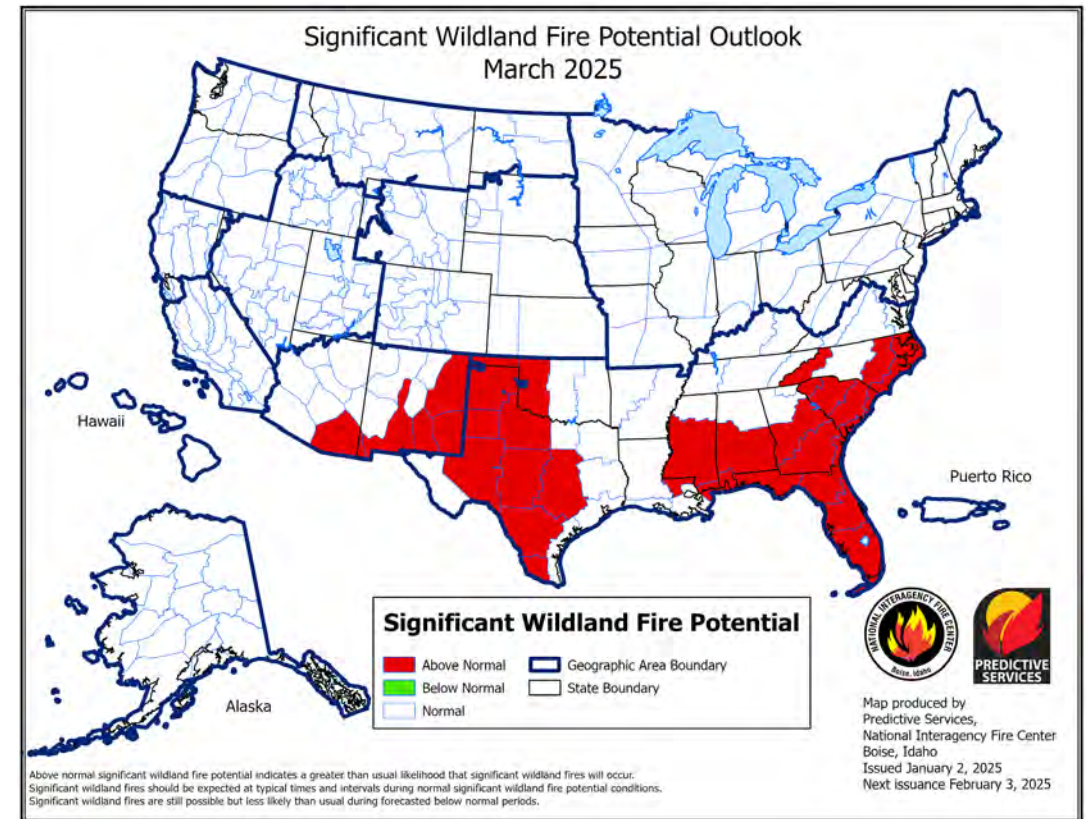 Significant Wildland Fire Potential Outlook
March 2025
Hawaii
Puerto Rico
Alaska
Significant Wildland Fire Potential
Above Normal
Geographic Area Boundary
Below Normal
State Boundary
Normal
NATIONAL INTERAGENCY FIRE CENTER
Boise, Idaho
PREDICTIVE
SERVICES
Map produced by
Predictive Services,
National Interagency Fire Center
Boise, Idaho
Issued January 2, 2025
Next issuance February 3, 2025
Above normal significant wildland fire potential indicates a greater than usual likelihood that significant wildland fires will occur.
Significant wildland fires should be expected at typical times and intervals during normal significant wildland fire potential conditions.
Significant wildland fires are still possible but less likely than usual during forecasted below normal periods.